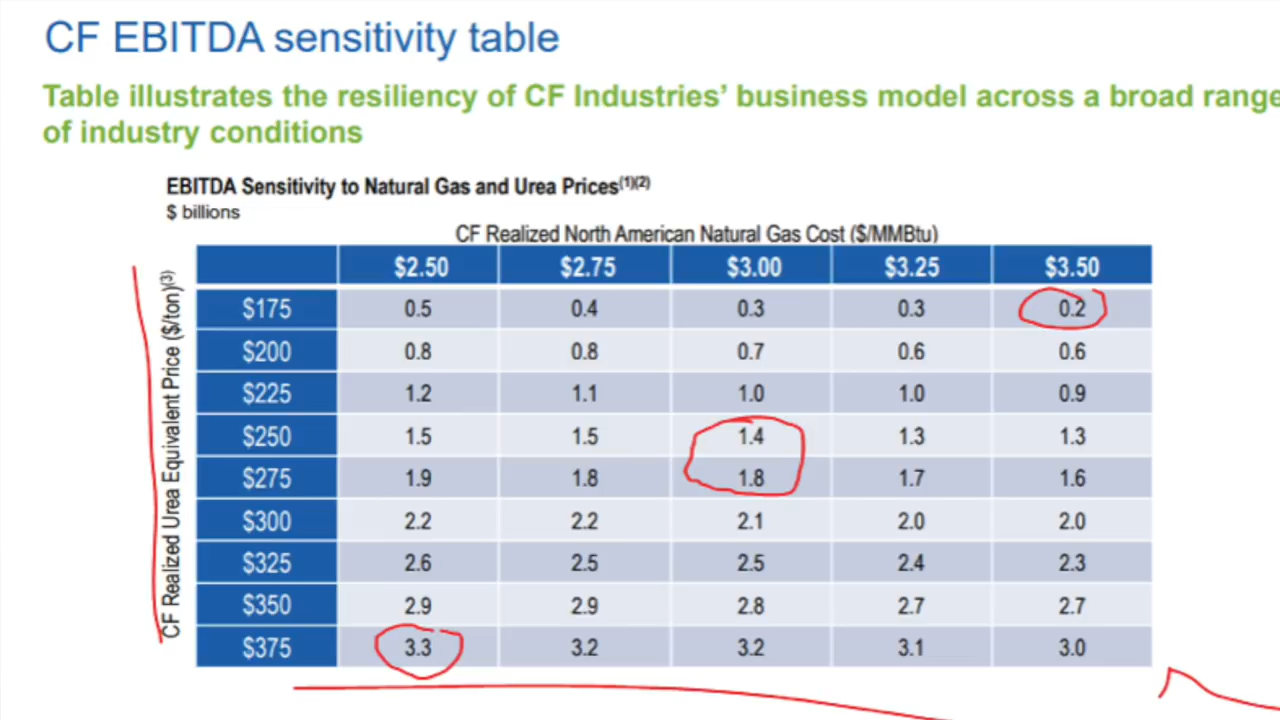 CF EBITDA sensitivity table
Table illustrates the resiliency of CF Industries’ business model across a broad range
of industry conditions
EBITDA Sensitivity to Natural Gas and Urea Prices(1)(2)
$ billions
CF Realized North American Natural Gas Cost ($/MMBtu)
CF Realized Urea Equivalent Price ($/ton)(3)
$2.50 $2.75 $3.00 $3.25 $3.50
$175 0.5 0.4 0.3 0.3 0.2
$200 0.8 0.8 0.7 0.6 0.6
$225 1.2 1.1 1.0 1.0 0.9
$250 1.5 1.5 1.4 1.3 1.3
$275 1.9 1.8 1.8 1.7 1.6
$300 2.2 2.2 2.1 2.0 2.0
$325 2.6 2.5 2.5 2.4 2.3
$350 2.9 2.9 2.8 2.7 2.7
$375 3.3 3.2 3.2 3.1 3.0